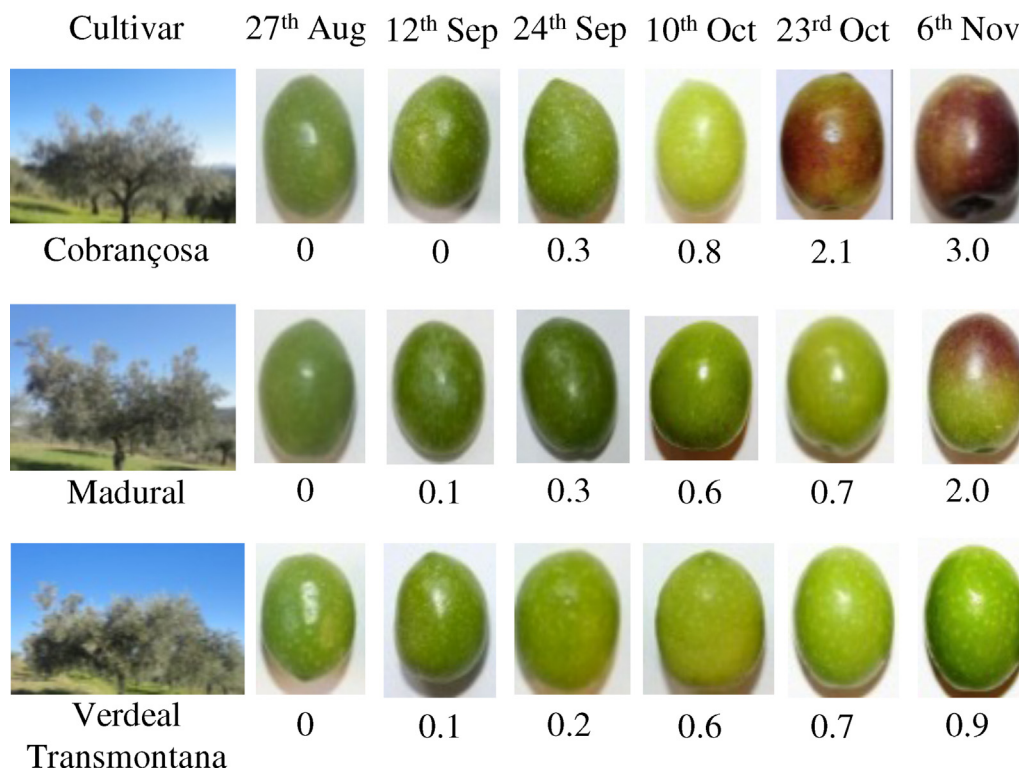 Cultivar 27th Aug 12th Sep 24th Sep 10th Oct 23rd Oct 6th Nov
Cobrançosa 0 0 0.3 0.8 2.1 3.0
Madural 0 0.1 0.3 0.6 0.7 2.0
Verdeal
Transmontana 0 0.1 0.2 0.6 0.7 0.9